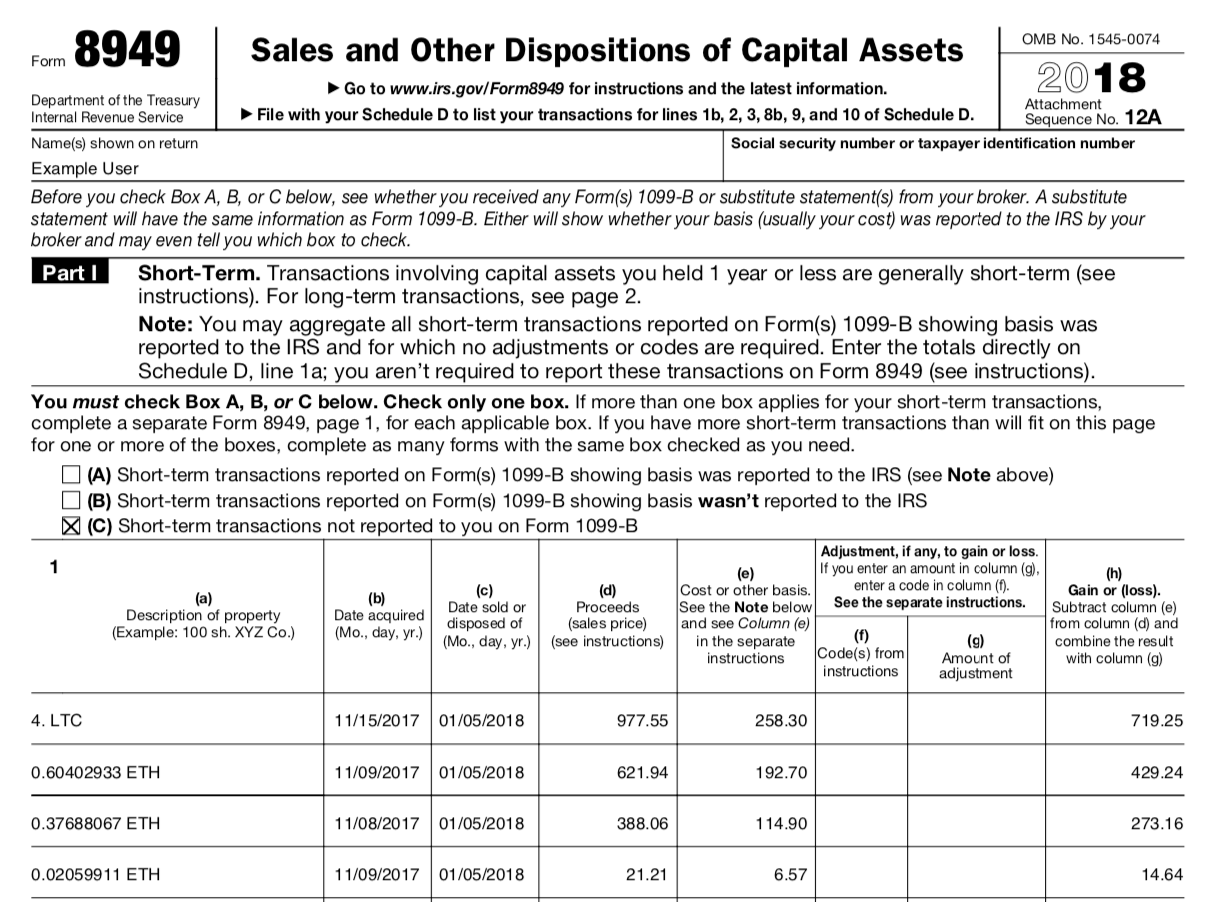 Form 8949
Department of the Treasury
Internal Revenue Service
Sales and Other Dispositions of Capital Assets
▶ Go to www.irs.gov/Form8949 for instructions and the latest information.
▶ File with your Schedule D to list your transactions for lines 1b, 2, 3, 8b, 9, and 10 of Schedule D.
OMB No. 1545-0074
2018
Attachment
Sequence No. 12A
Name(s) shown on return
Example User
Social security number or taxpayer identification number
Before you check Box A, B, or C below, see whether you received any Form(s) 1099-B or substitute statement(s) from your broker. A substitute
statement will have the same information as Form 1099-B. Either will show whether your basis (usually your cost) was reported to the IRS by your
broker and may even tell you which box to check.
Part I
Short-Term. Transactions involving capital assets you held 1 year or less are generally short-term (see
instructions). For long-term transactions, see page 2.
Note: You may aggregate all short-term transactions reported on Form(s) 1099-B showing basis was
reported to the IRS and for which no adjustments or codes are required. Enter the totals directly on
Schedule D, line 1a; you aren't required to report these transactions on Form 8949 (see instructions).
You must check Box A, B, or C below. Check only one box. If more than one box applies for your short-term transactions,
complete a separate Form 8949, page 1, for each applicable box. If you have more short-term transactions than will fit on this page
for one or more of the boxes, complete as many forms with the same box checked as you need.
(A) Short-term transactions reported on Form(s) 1099-B showing basis was reported to the IRS (see Note above)
(B) Short-term transactions reported on Form(s) 1099-B showing basis wasn't reported to the IRS
(C) Short-term transactions not reported to you on Form 1099-B
1
(a)
Description of property
(Example: 100 sh. XYZ Co.)
(b)
Date acquired
(Mo., day, yr.)
(c)
Date sold or
disposed of
(Mo., day, yr.)
(d)
Proceeds
(sales price)
(see instructions)
(e)
Cost or other basis.
See the Note below
and see Column (e)
in the separate
instructions
Adjustment, if any, to gain or loss.
If you enter an amount in column (g),
enter a code in column (f).
See the separate instructions.
(f)
Code(s) from
instructions
(g)
Amount of
adjustment
(h)
Gain or (loss).
Subtract column (e)
from column (d) and
combine the result
with column (g)
4. LTC 11/15/2017 01/05/2018 977.55 258.30 719.25
0.60402933 ETH 11/09/2017 01/05/2018 621.94 192.70 429.24
0.37688067 ETH 11/08/2017 01/05/2018 388.06 114.90 273.16
0.02059911 ETH 11/09/2017 01/05/2018 21.21 6.57 14.64